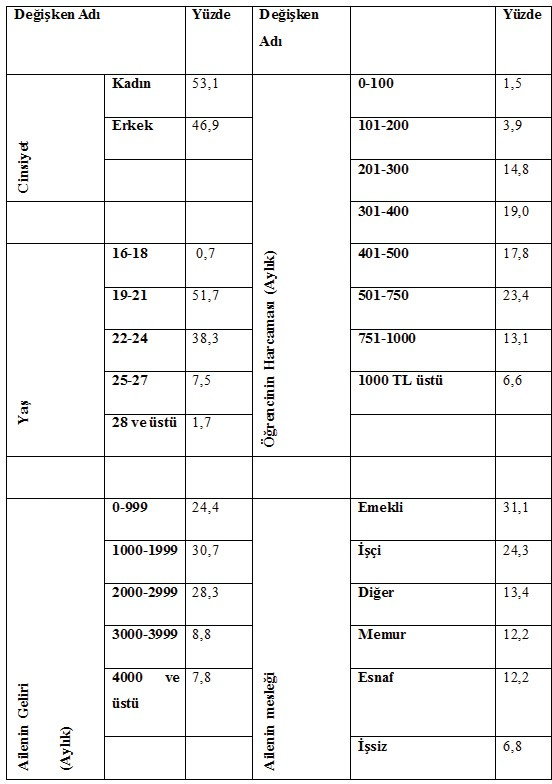 Değişken Adı Yüzde Değişken Adı Yüzde
Cinsiyet
Kadın 53,1
Erkek 46,9
Yaş
16-18 0,7
19-21 51,7
22-24 38,3
25-27 7,5
28 ve üstü 1,7
Öğrencinin Harcaması (Aylık)
0-100 1,5
101-200 3,9
201-300 14,8
301-400 19,0
401-500 17,8
501-750 23,4
751-1000 13,1
1000 TL üstü 6,6
Ailenin Geliri
(Aylık)
0-999 24,4
1000-1999 30,7
2000-2999 28,3
3000-3999 8,8
4000 ve
üstü 7,8
Ailenin mesleği
Emekli 31,1
İşçi 24,3
Diğer 13,4
Memur 12,2
Esnaf 12,2
İşsiz 6,8